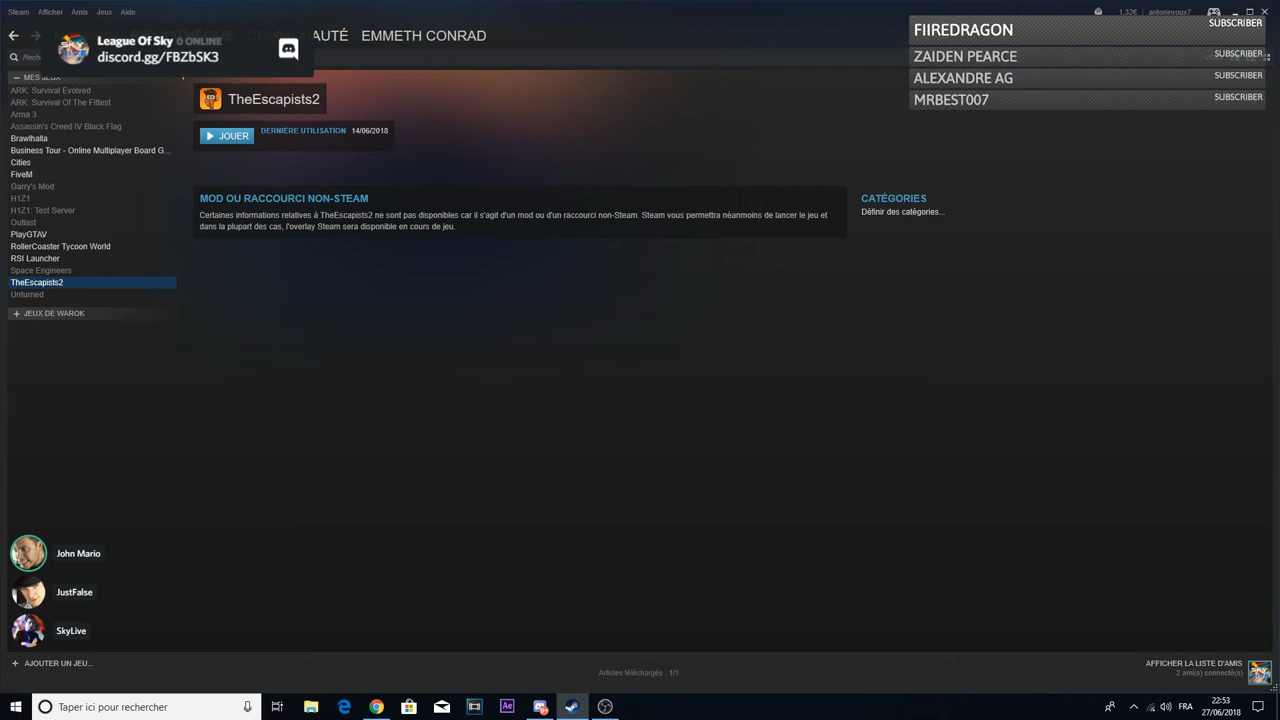 Steam Afficher Amis Jeux Aide
1,32€ antoninroux7
League Of Sky 0 ONLINE
discord.gg/FBZbSK3
AUTÉ EMMETH CONRAD
FIIREDRAGON SUBSCRIBER
ZAIDEN PEARCE SUBSCRIBER
ALEXANDRE AG SUBSCRIBER
MRBEST007 SUBSCRIBER
Rech
— MES JEUX
ARK: Survival Evolved
ARK: Survival Of The Fittest
Arma 3
Assassin's Creed IV Black Flag
Brawlhalla
Business Tour - Online Multiplayer Board G...
Cities
FiveM
Garry's Mod
H1Z1
H1Z1: Test Server
Outlast
PlayGTAV
RollerCoaster Tycoon World
RSI Launcher
Space Engineers
TheEscapists2
Unturned
+ JEUX DE WAROK
TheEscapists2
JOUER
DERNIÈRE UTILISATION 14/06/2018
MOD OU RACCOURCI NON-STEAM
Certaines informations relatives à TheEscapists2 ne sont pas disponibles car il s'agit d'un mod ou d'un raccourci non-Steam. Steam vous permettra néanmoins de lancer le jeu et
dans la plupart des cas, l'overlay Steam sera disponible en cours de jeu.
CATÉGORIES
Définir des catégories...
John Mario
JustFalse
SkyLive
+ AJOUTER UN JEU...
Articles téléchargés : 1/1
AFFICHER LA LISTE D'AMIS
2 ami(s) connecté(s)
Taper ici pour rechercher
Ae
FRA
22:53
27/06/2018